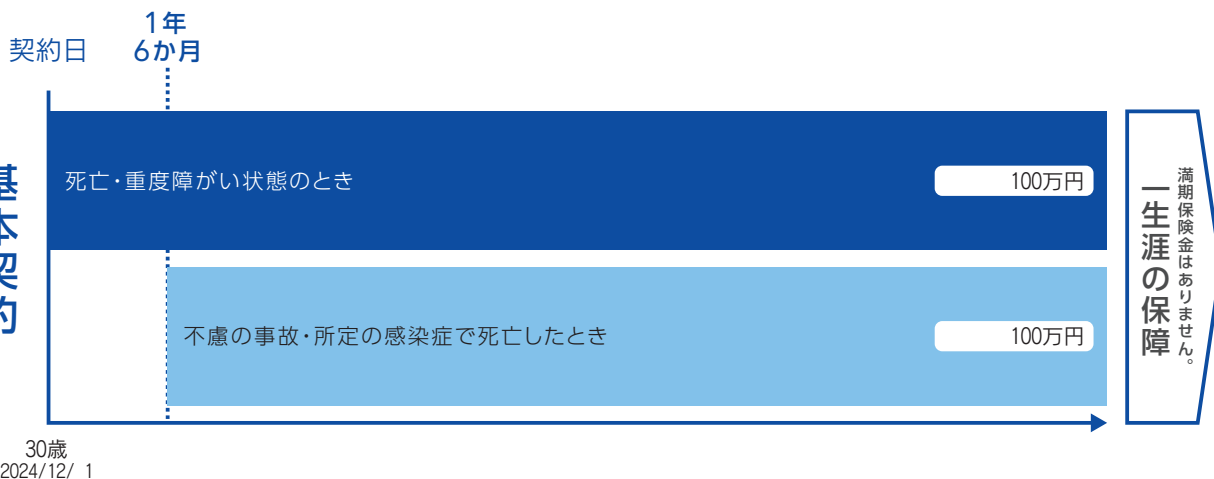 契約日
1年
6か月
基本契約
死亡・重度障がい状態のとき
100万円
不慮の事故・所定の感染症で死亡したとき
100万円
一生涯の保障
満期保険金はありません。
30歳
2024/12/ 1